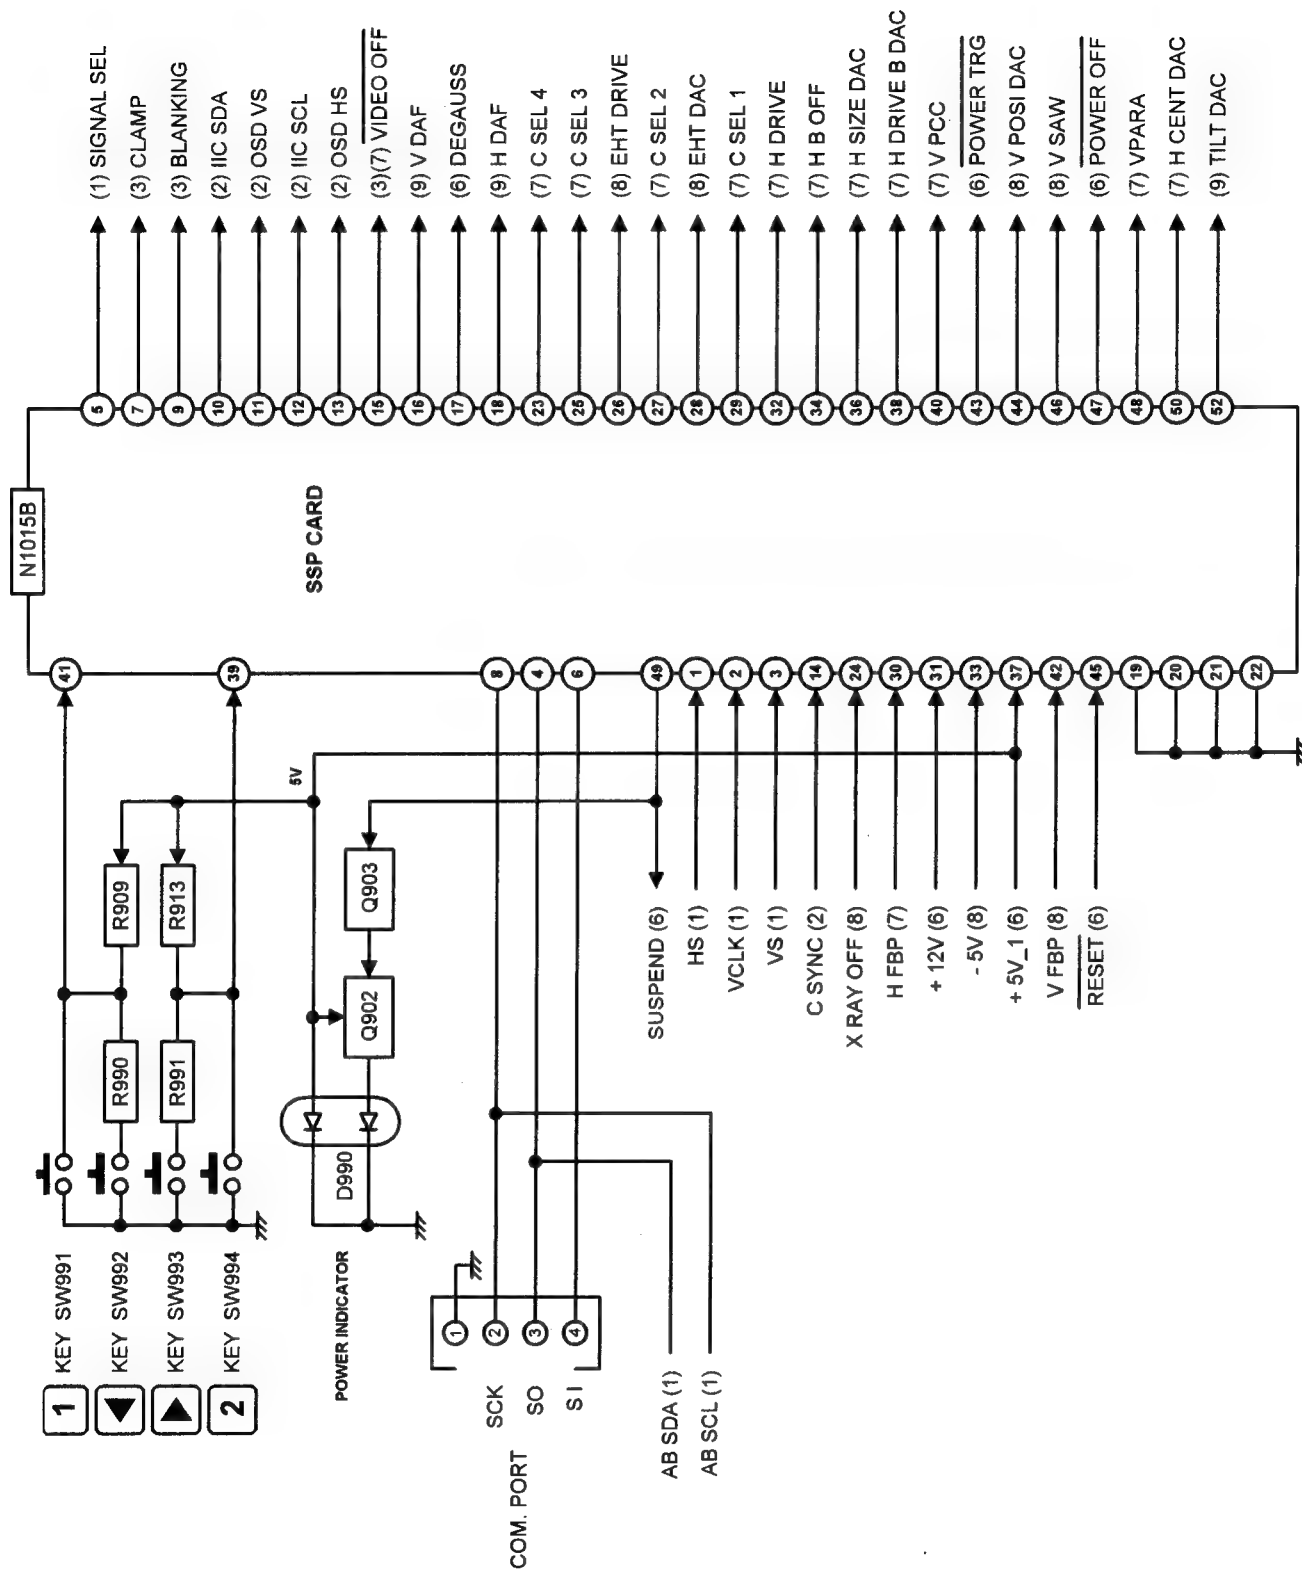 1 KEY SW991
KEY SW992
KEY SW993
2 KEY SW994
R990
R909
R991
R913
5V
POWER INDICATOR
D990
Q902
Q903
COM. PORT
1
SCK 2
SO 3
SI 4
AB SDA (1)
AB SCL (1)
N1015B
SSP CARD
41
39
8
4
6
SUSPEND (6) 49
HS (1) 1
VCLK (1) 2
VS (1) 3
C SYNC (2) 14
X RAY OFF (8) 24
H FBP (7) 30
+ 12V (6) 31
- 5V (8) 33
+ 5V_1 (6) 37
V FBP (8) 42
RESET (6) 45
19
20
21
22
5 (1) SIGNAL SEL
7 (3) CLAMP
9 (3) BLANKING
10 (2) IIC SDA
11 (2) OSD VS
12 (2) IIC SCL
13 (2) OSD HS
15 (3)(7) VIDEO OFF
16 (9) V DAF
17 (6) DEGAUSS
18 (9) H DAF
23 (7) C SEL 4
25 (7) C SEL 3
26 (8) EHT DRIVE
27 (7) C SEL 2
28 (8) EHT DAC
29 (7) C SEL 1
32 (7) H DRIVE
34 (7) H B OFF
36 (7) H SIZE DAC
38 (7) H DRIVE B DAC
40 (7) V PCC
43 (6) POWER TRG
44 (8) V POSI DAC
46 (8) V SAW
47 (6) POWER OFF
48 (7) VPARA
50 (7) H CENT DAC
52 (9) TILT DAC